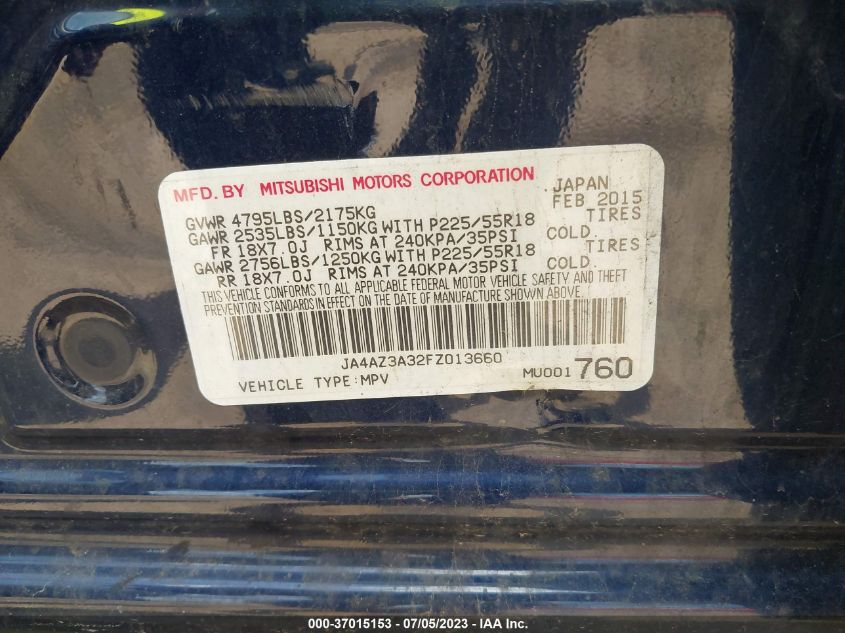 MFD. BY MITSUBISHI MOTORS CORPORATION JAPAN
GVWR 4795LBS/2175KG FEB 2015
GAWR 2535LBS/1150KG WITH P225/55R18 TIRES
FR 18X7.0J RIMS AT 240KPA/35PSI COLD.
GAWR 2756LBS/1250KG WITH P225/55R18 TIRES
RR 18X7.0J RIMS AT 240KPA/35PSI COLD.
THIS VEHICLE CONFORMS TO ALL APPLICABLE FEDERAL MOTOR VEHICLE SAFETY AND THEFT
PREVENTION STANDARDS IN EFFECT ON THE DATE OF MANUFACTURE SHOWN ABOVE.
JA4AZ3A32FZ013660
VEHICLE TYPE:MPV MU001760
000-37015153 - 07/05/2023 - ©IAA Inc.